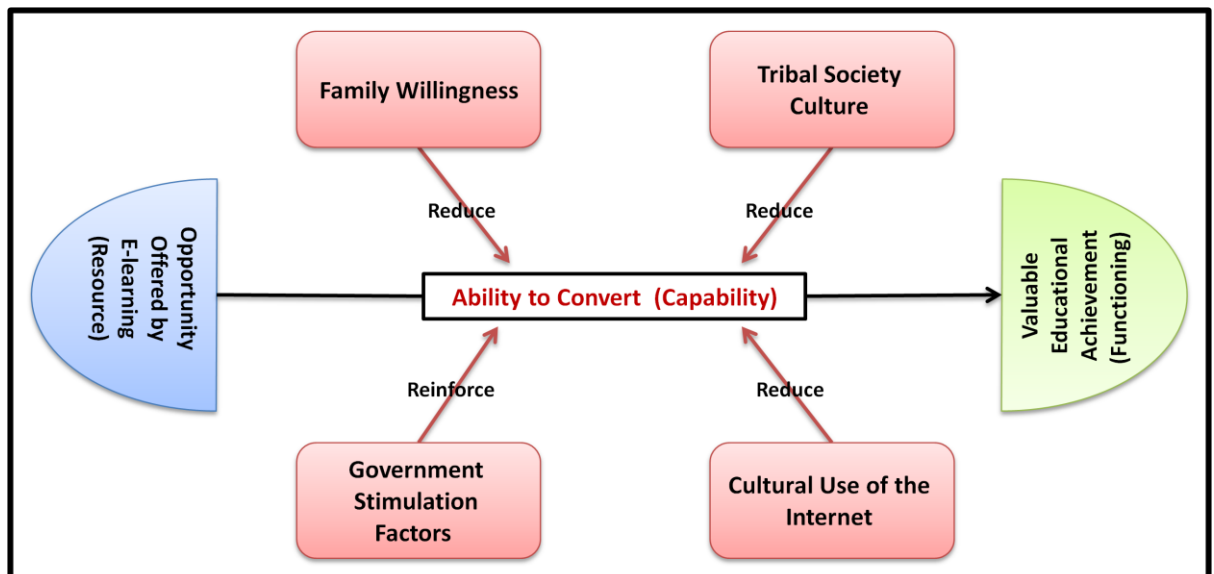 Family Willingness
Tribal Society
Culture
Reduce
Reduce
Opportunity
Offered by
E-learning
(Resource)
Ability to Convert  (Capability)
Valuable
Educational
Achievement
(Functioning)
Reinforce
Reduce
Government
Stimulation
Factors
Cultural Use of the
Internet